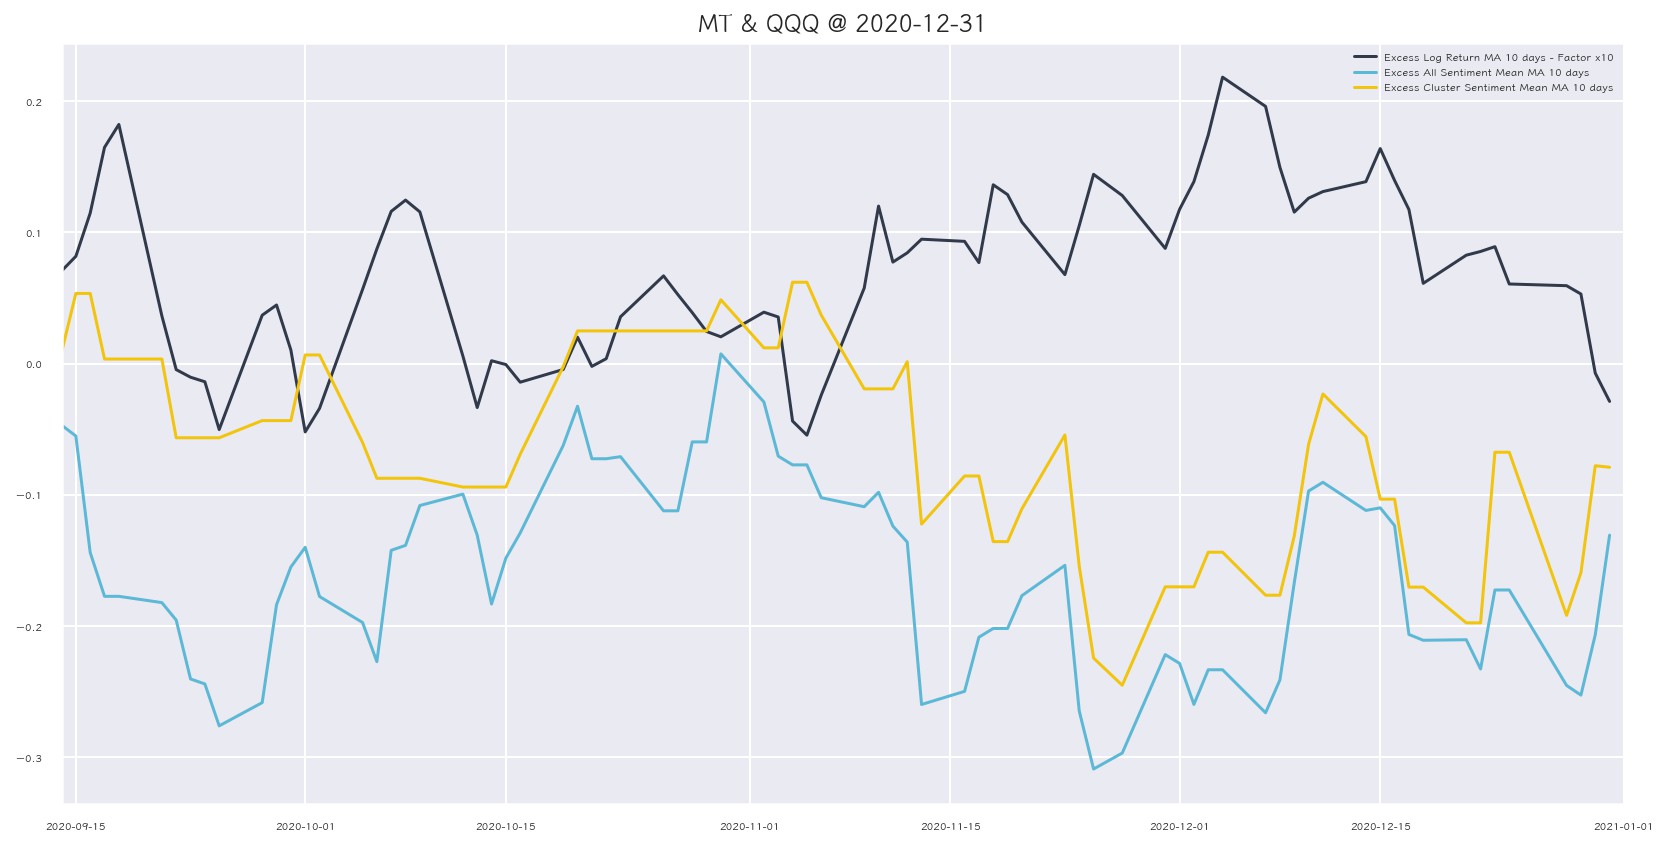 MT & QQQ @ 2020-12-31
Excess Log Return MA 10 days - Factor x10
Excess All Sentiment Mean MA 10 days
Excess Cluster Sentiment Mean MA 10 days
0.2
0.1
0.0
−0.1
−0.2
−0.3
2020-09-15 2020-10-01 2020-10-15 2020-11-01 2020-11-15 2020-12-01 2020-12-15 2021-01-01